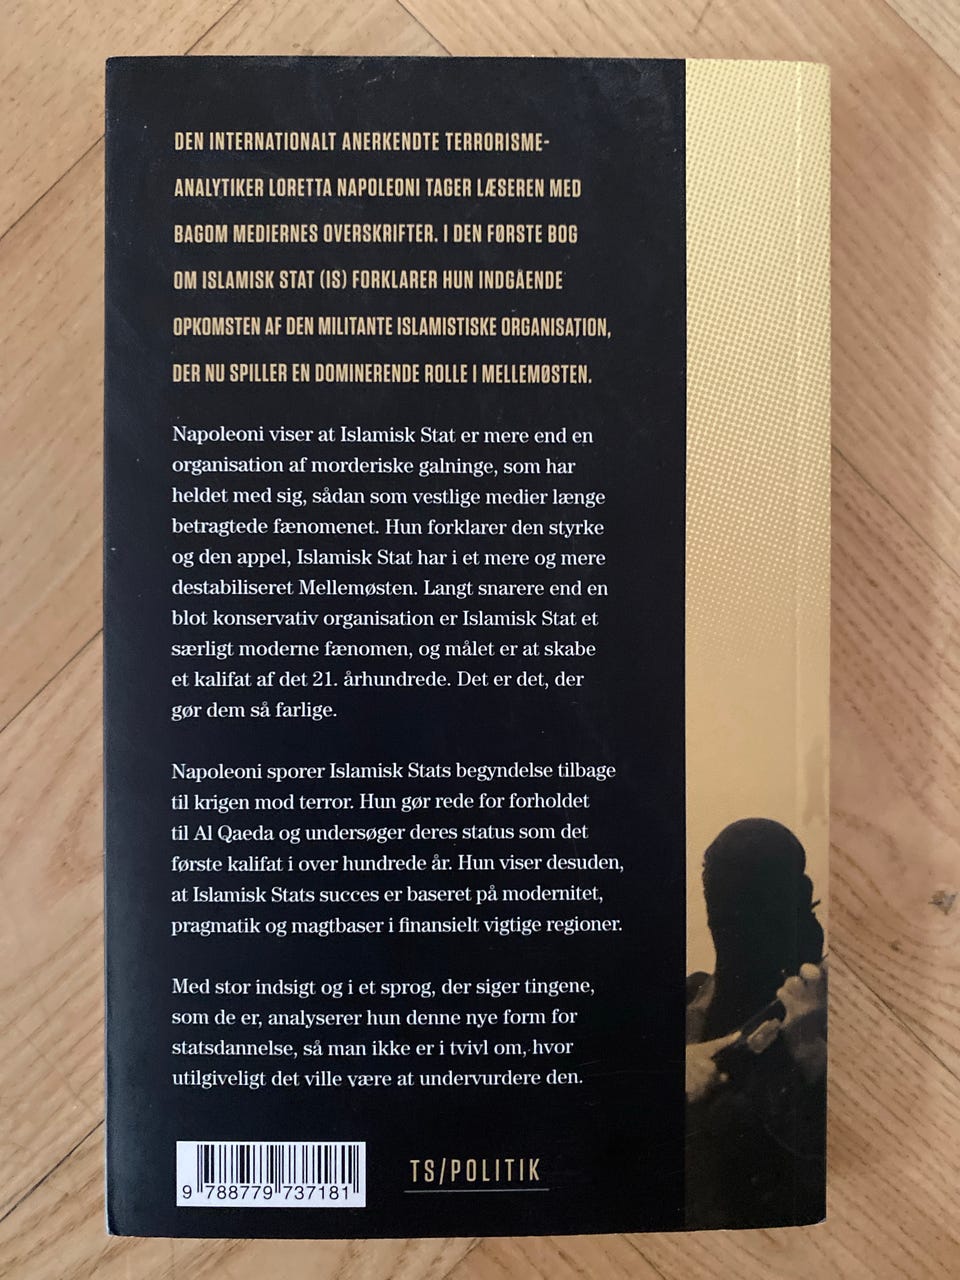 DEN INTERNATIONALT ANERKENDTE TERRORISME-
ANALYTIKER LORETTA NAPOLEONI TAGER LÆSEREN MED
BAGOM MEDIERNES OVERSKRIFTER. I DEN FØRSTE BOG
OM ISLAMISK STAT (IS) FORKLARER HUN INDGÅENDE
OPKOMSTEN AF DEN MILITANTE ISLAMISTISKE ORGANISATION,
DER NU SPILLER EN DOMINERENDE ROLLE I MELLEMØSTEN.
Napoleoni viser at Islamisk Stat er mere end en
organisation af morderiske galninge, som har
heldet med sig, sådan som vestlige medier længe
betragtede fænomenet. Hun forklarer den styrke
og den appel, Islamisk Stat har i et mere og mere
destabiliseret Mellemøsten. Langt snarere end en
blot konservativ organisation er Islamisk Stat et
særligt moderne fænomen, og målet er at skabe
et kalifat af det 21. århundrede. Det er det, der
gør dem så farlige.
Napoleoni sporer Islamisk Stats begyndelse tilbage
til krigen mod terror. Hun gør rede for forholdet
til Al Qaeda og undersøger deres status som det
første kalifat i over hundrede år. Hun viser desuden,
at Islamisk Stats succes er baseret på modernitet,
pragmatik og magtbaser i finansielt vigtige regioner.
Med stor indsigt og i et sprog, der siger tingene,
som de er, analyserer hun denne nye form for
statsdannelse, så man ikke er i tvivl om, hvor
utilgiveligt det ville være at undervurdere den.
9 788779 737181
TS/POLITIK